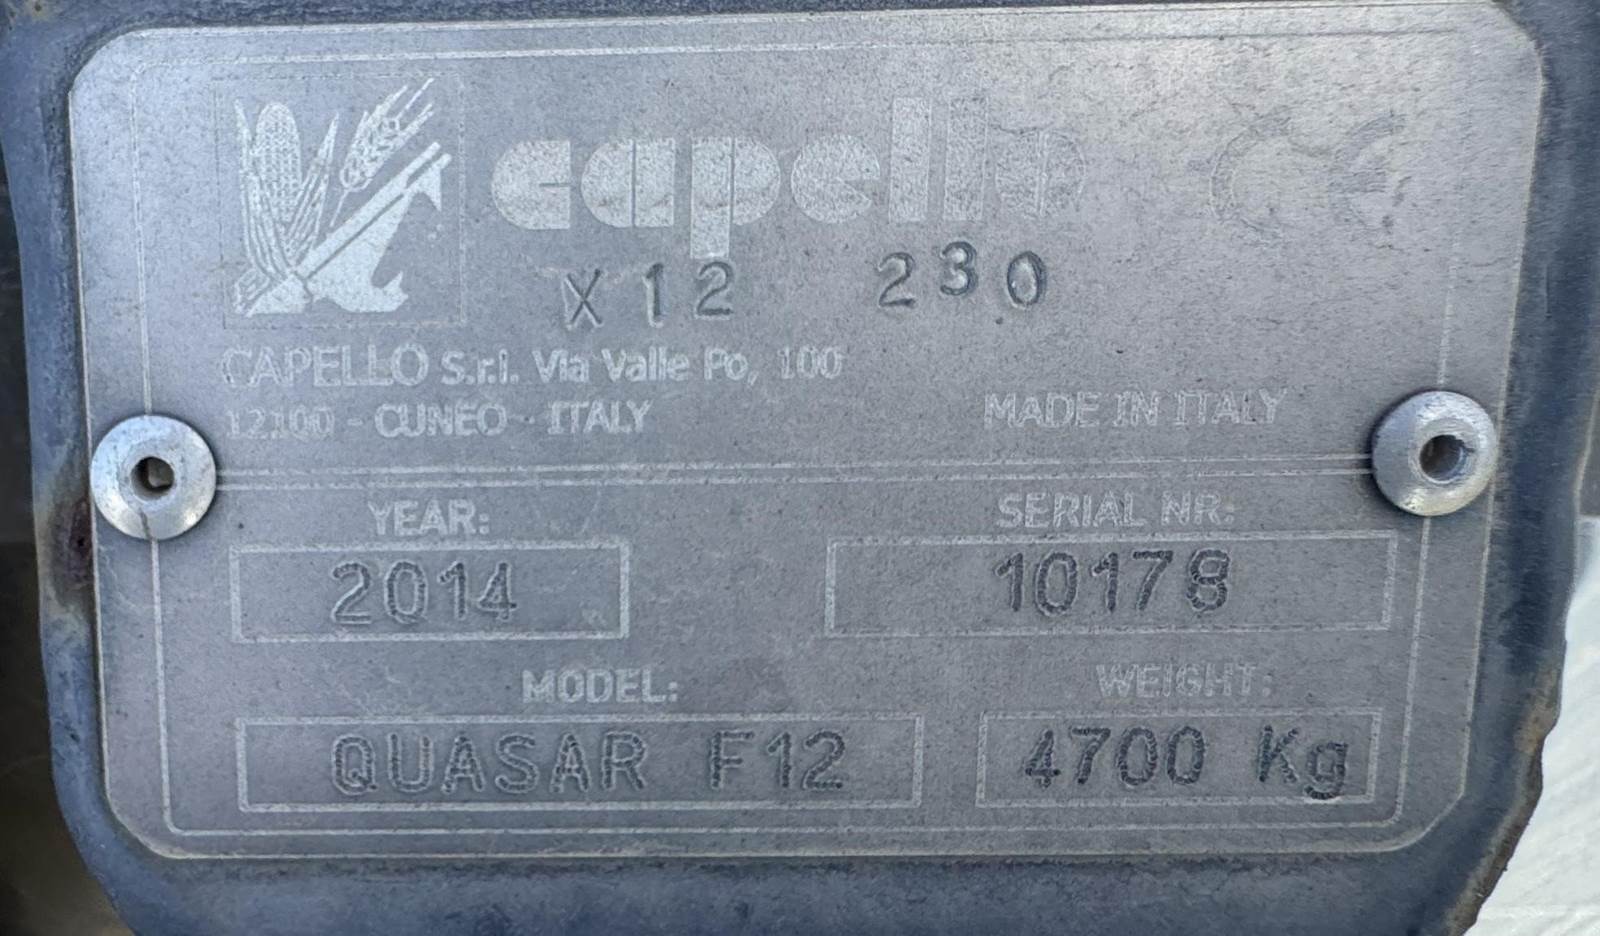 capello CE
X12 230
CAPELLO S.r.l. Via Valle Po, 100
12100 - CUNEO - ITALY
MADE IN ITALY
YEAR: SERIAL NR:
2014 10178
MODEL: WEIGHT:
QUASAR F12 4700 Kg